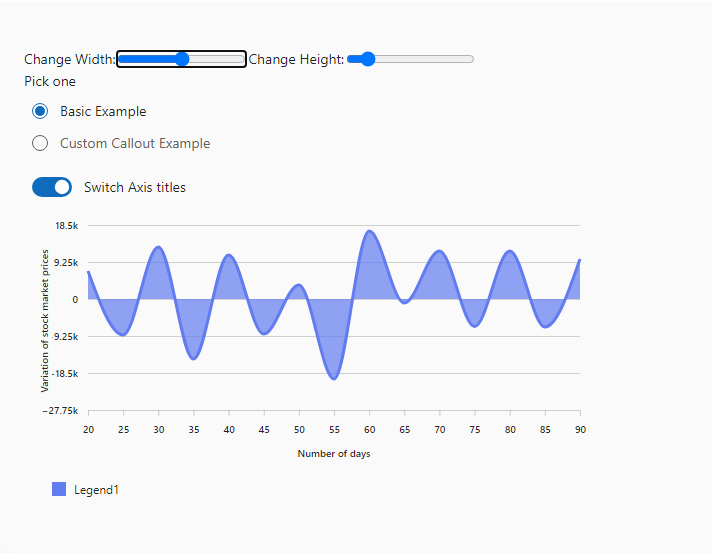 Change Width: Change Height:
Pick one
Basic Example
Custom Callout Example
Switch Axis titles
18.5k
9.25k
0
9.25k
-18.5k
−27.75k
Variation of stock market prices
20 25 30 35 40 45 50 55 60 65 70 75 80 85 90
Number of days
Legend1